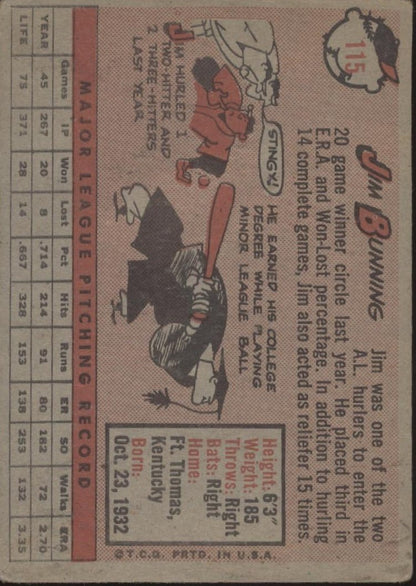 115
JIM BUNNING
Jim was one of the two
A.L. hurlers to enter the
20 game winner circle last year. He placed third in
E.R.A. and Won-Lost percentage. In addition to hurling
14 complete games, Jim also acted as reliefer 15 times.
STINGY!
JIM HURLED 1
TWO-HITTER AND
2 THREE-HITTERS
LAST YEAR
HE EARNED HIS COLLEGE
DEGREE WHILE PLAYING
MINOR LEAGUE BALL
Height: 6'3"
Weight: 185
Throws: Right
Bats: Right
Home:
Ft. Thomas,
Kentucky
Born:
Oct. 23, 1932
MAJOR LEAGUE PITCHING RECORD
Games IP Won Lost Pct Hits Runs ER SO Walks ERA
YEAR 45 267 20 8 .714 214 91 80 182 72 2.70
LIFE 75 371 28 14 .667 328 153 138 253 132 3.35
©T.C.G. PRTD. IN U.S.A.